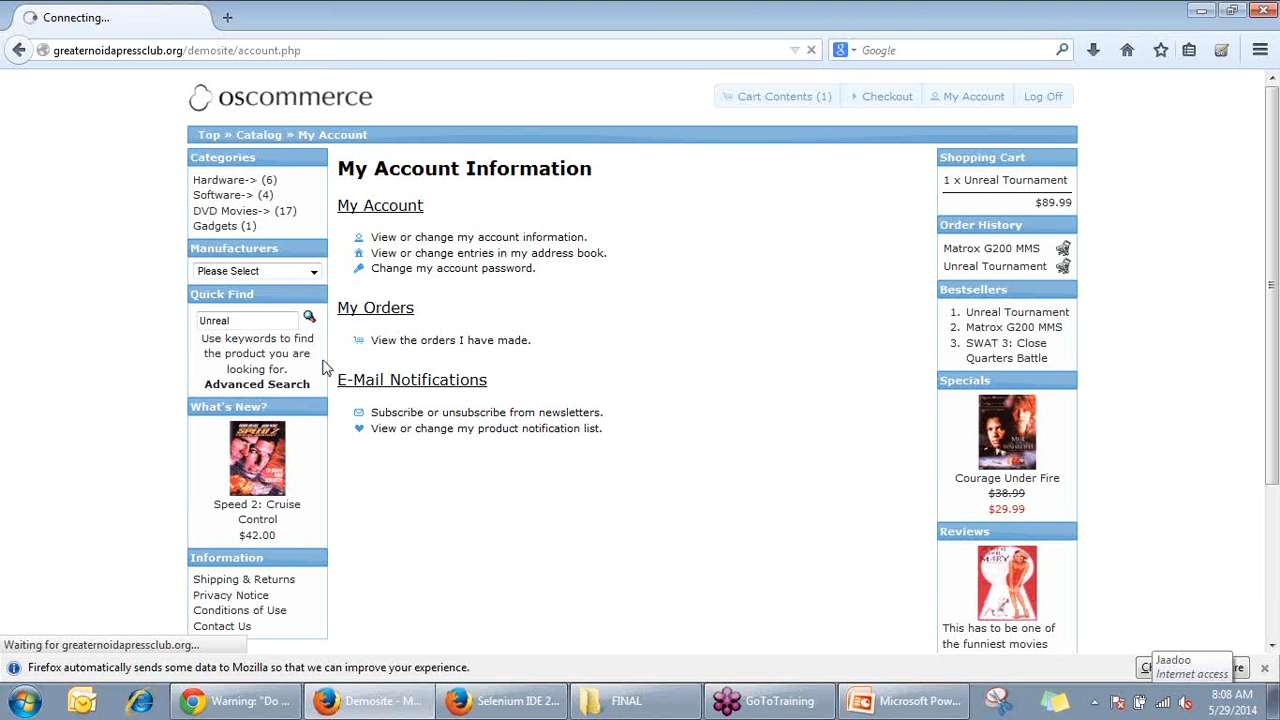 Connecting...
greaternoidapressclub.org/demosite/account.php
Google
oscommerce
Cart Contents (1)
Checkout
My Account
Log Off
Top » Catalog » My Account
Categories
Hardware-> (6)
Software-> (4)
DVD Movies-> (17)
Gadgets (1)
Manufacturers
Please Select
Quick Find
Unreal
Use keywords to find
the product you are
looking for.
Advanced Search
What's New?
Speed 2: Cruise
Control
$42.00
Information
Shipping & Returns
Privacy Notice
Conditions of Use
Contact Us
My Account Information
My Account
View or change my account information.
View or change entries in my address book.
Change my account password.
My Orders
View the orders I have made.
E-Mail Notifications
Subscribe or unsubscribe from newsletters.
View or change my product notification list.
Shopping Cart
1 x Unreal Tournament
$89.99
Order History
Matrox G200 MMS
Unreal Tournament
Bestsellers
1. Unreal Tournament
2. Matrox G200 MMS
3. SWAT 3: Close
Quarters Battle
Specials
Courage Under Fire
$38.99
$29.99
Reviews
This has to be one of
the funniest movies
Waiting for greaternoidapressclub.org...
Firefox automatically sends some data to Mozilla so that we can improve your experience.
Jaadoo
Internet access
Warning: "Do ...
Demosite - M...
Selenium IDE 2...
FINAL
GoToTraining
Microsoft Pow...
8:08 AM
5/29/2014